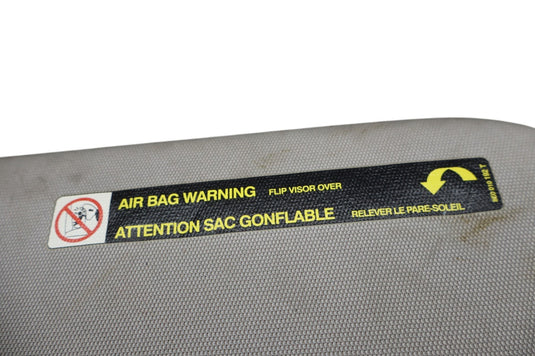 AIR BAG WARNING FLIP VISOR OVER
ATTENTION SAC GONFLABLE RELEVER LE PARE-SOLEIL